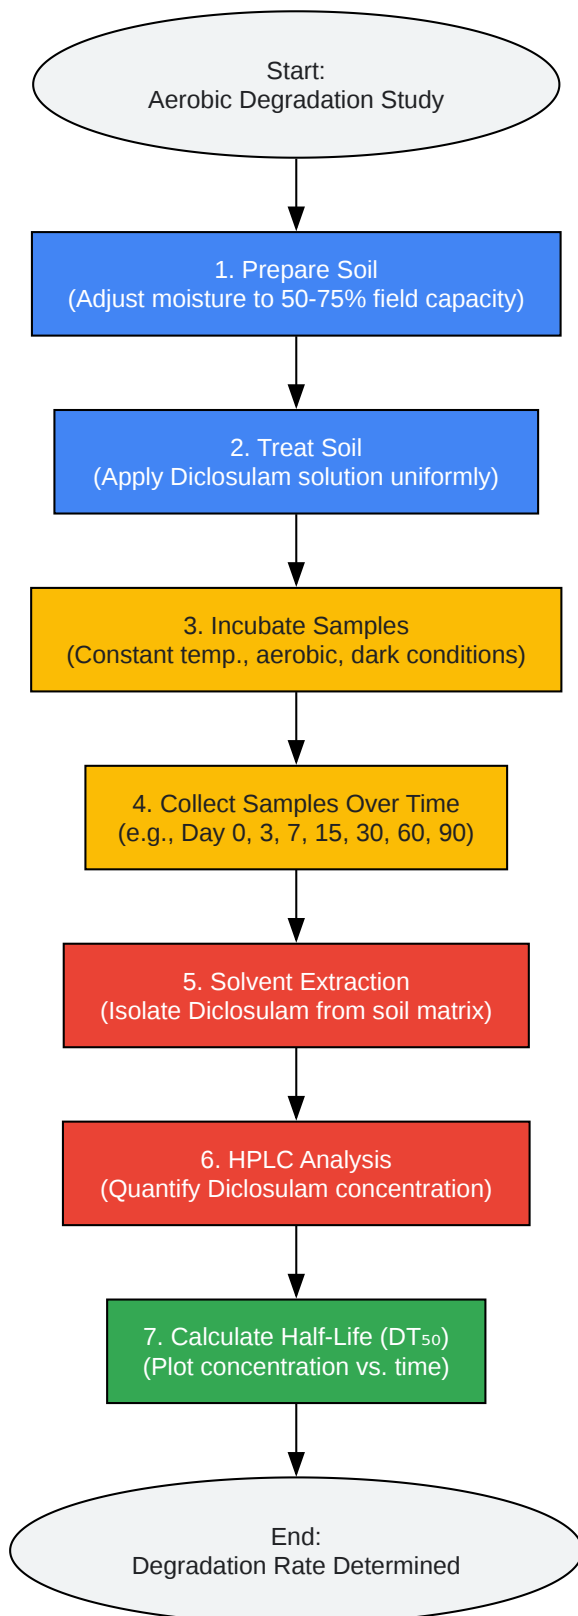 Start:
Aerobic Degradation Study
1. Prepare Soil
(Adjust moisture to 50-75% field capacity)
2. Treat Soil
(Apply Diclosulam solution uniformly)
3. Incubate Samples
(Constant temp., aerobic, dark conditions)
4. Collect Samples Over Time
(e.g., Day 0, 3, 7, 15, 30, 60, 90)
5. Solvent Extraction
(Isolate Diclosulam from soil matrix)
6. HPLC Analysis
(Quantify Diclosulam concentration)
7. Calculate Half-Life (DT₅₀)
(Plot concentration vs. time)
End:
Degradation Rate Determined